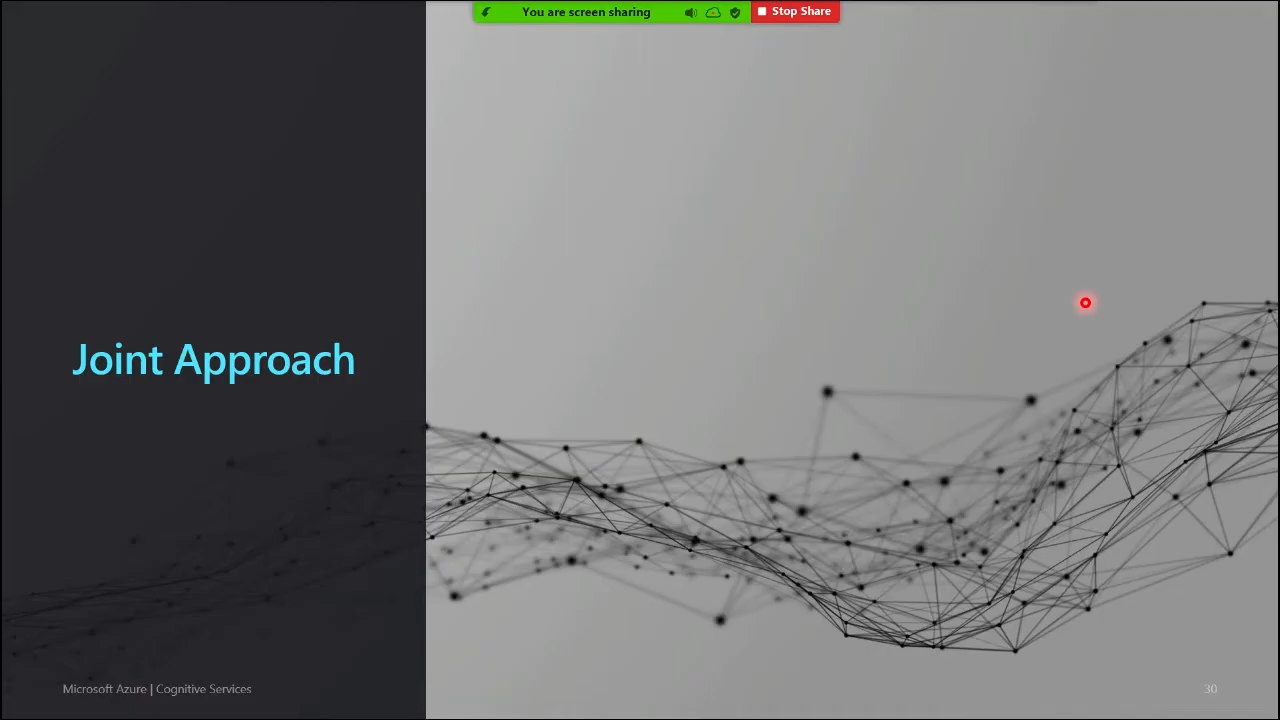 You are screen sharing
Stop Share
Joint Approach
Microsoft Azure | Cognitive Services
30